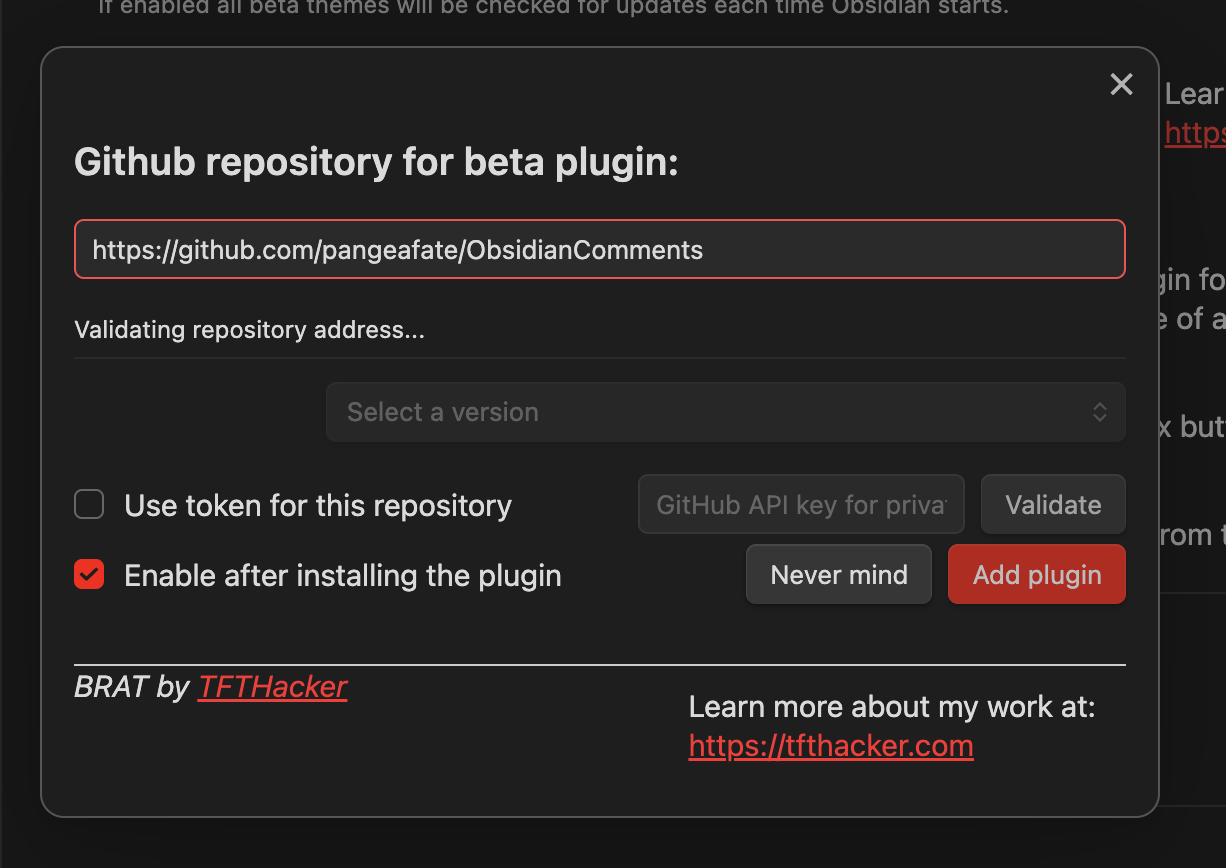 If enabled all beta themes will be checked for updates each time Obsidian starts.
Lear
https
Github repository for beta plugin:
https://github.com/pangeafate/ObsidianComments
gin fo
e of a
Validating repository address...
Select a version
x but
Use token for this repository
GitHub API key for priva
Validate
rom t
Enable after installing the plugin
Never mind
Add plugin
BRAT by TFTHacker
Learn more about my work at:
https://tfthacker.com